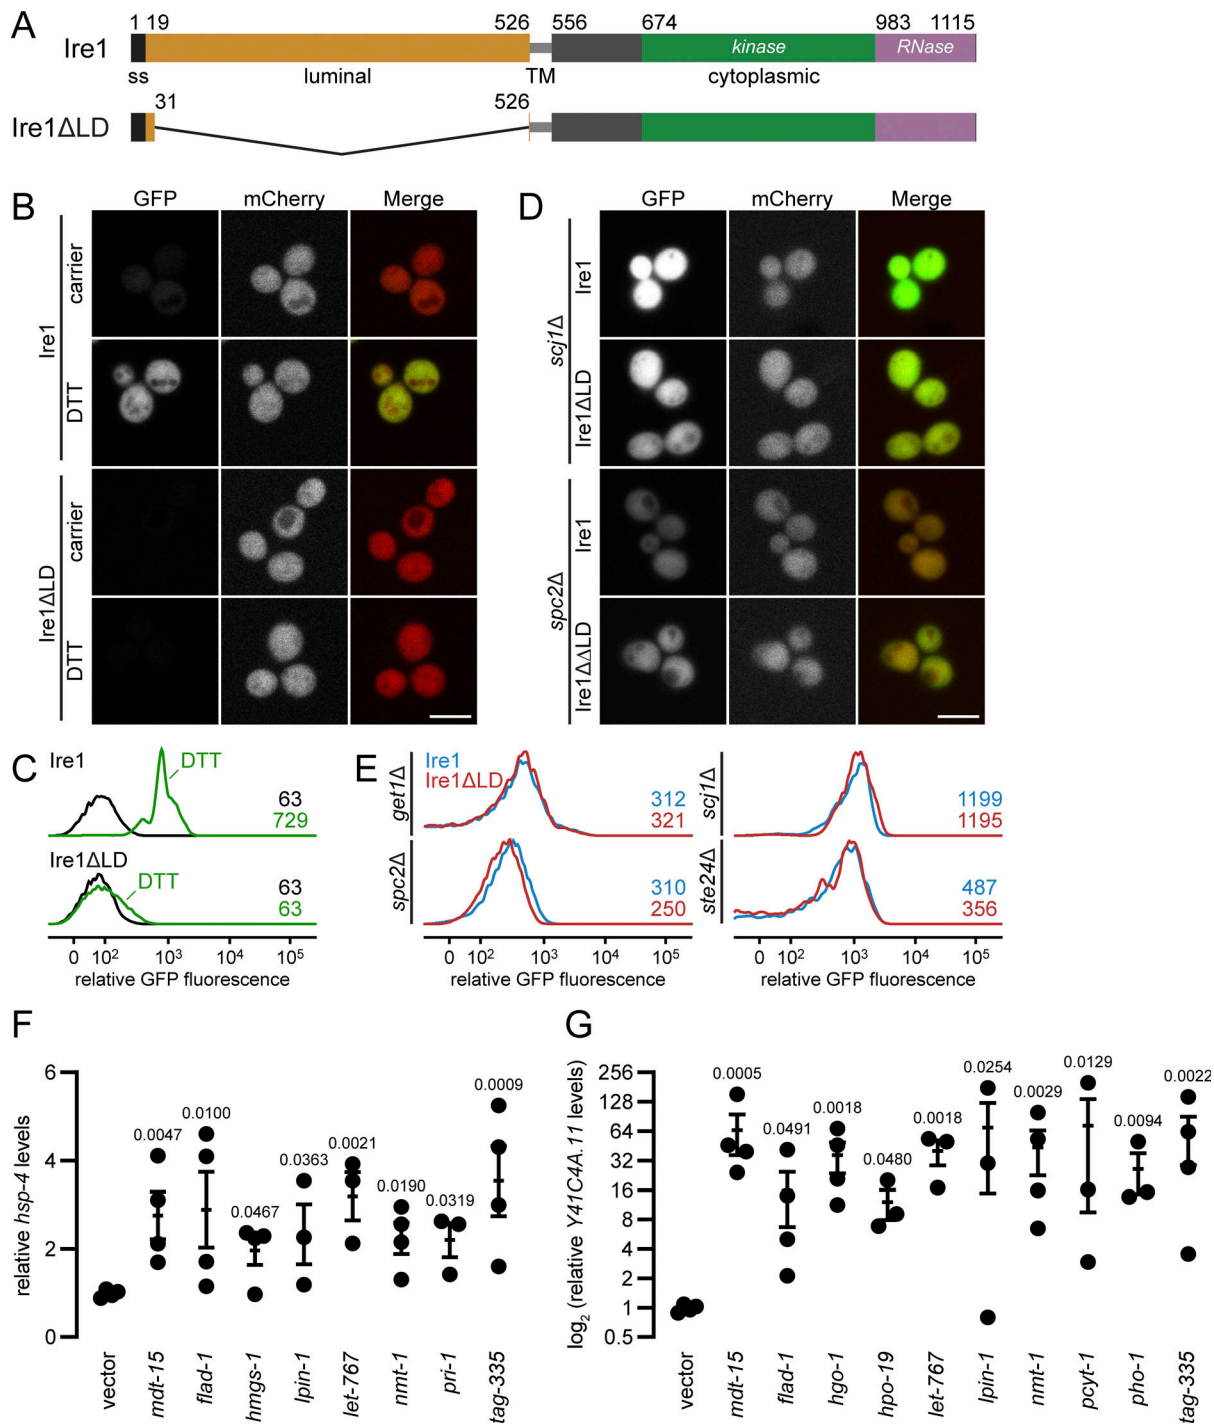 A
1 19 526 556 674 983 1115
Ire1 kinase RNase
ss luminal TM cytoplasmic
31 526
Ire1ΔLD
B GFP mCherry Merge
Ire1
carrier
DTT
Ire1ΔLD
carrier
DTT
D GFP mCherry Merge
scj1Δ
Ire1
Ire1ΔLD
spc2Δ
Ire1
Ire1ΔΔLD
C
Ire1
DTT
63
729
Ire1ΔLD
DTT
63
63
0 10² 10³ 10⁵
relative GFP fluorescence
E
get1Δ
Ire1
Ire1ΔLD
312
321
scj1Δ
1199
1195
spc2Δ
310
250
ste24Δ
487
356
0 10² 10³ 10⁵
relative GFP fluorescence
0 10² 10³ 10⁵
relative GFP fluorescence
F
relative hsp-4 levels
6
4
2
0
0.0047
0.0100
0.0467
0.0363
0.0021
0.0190
0.0319
0.0009
vector
mdt-15
flad-1
hmgs-1
lpin-1
let-767
nmt-1
pri-1
tag-335
G
log₂ (relative Y41C4A.11 levels)
256
128
64
32
16
8
4
2
1
0.5
0.0005
0.0491
0.0018
0.0480
0.0018
0.0254
0.0029
0.0129
0.0094
0.0022
vector
mdt-15
flad-1
hgo-1
hpo-19
let-767
lpin-1
nmt-1
pcyt-1
pho-1
tag-335